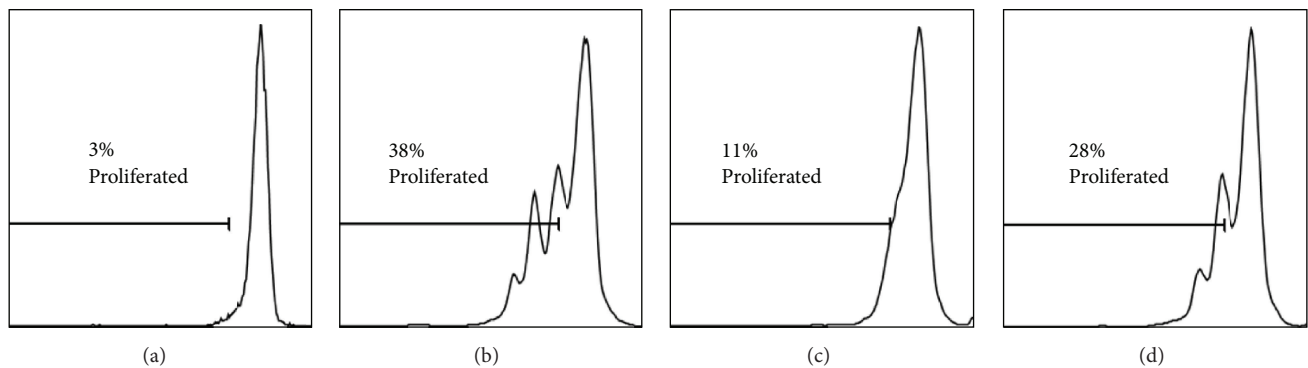 3%
Proliferated
38%
Proliferated
11%
Proliferated
28%
Proliferated
(a)
(b)
(c)
(d)